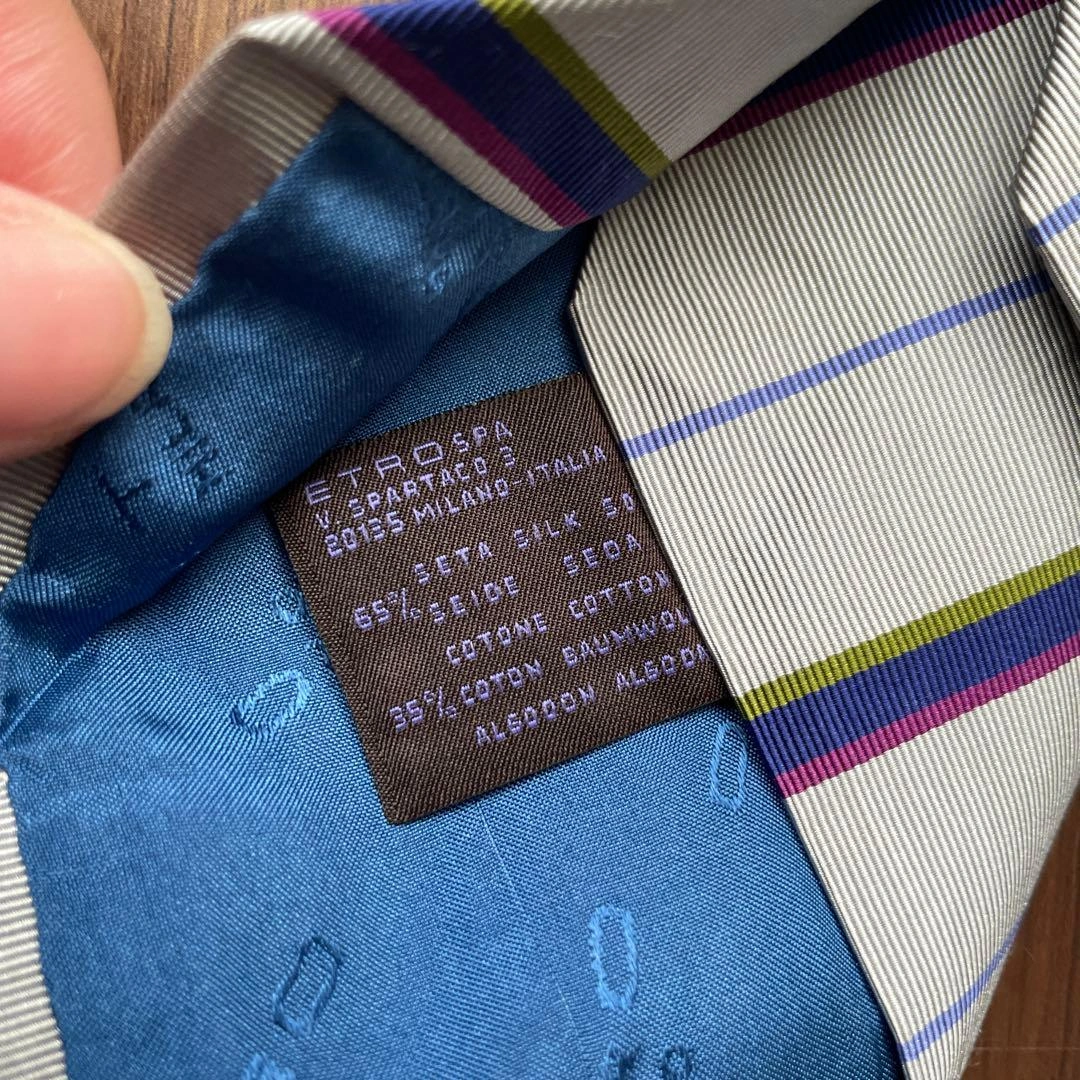 ETRO SPA
V. SPARTACO 3
20135 MILANO-ITALIA
SETA SILK SO
65% SEIDE SEDA
COTONE COTTON
35% COTON BAUMWOL
ALGODON ALGODA